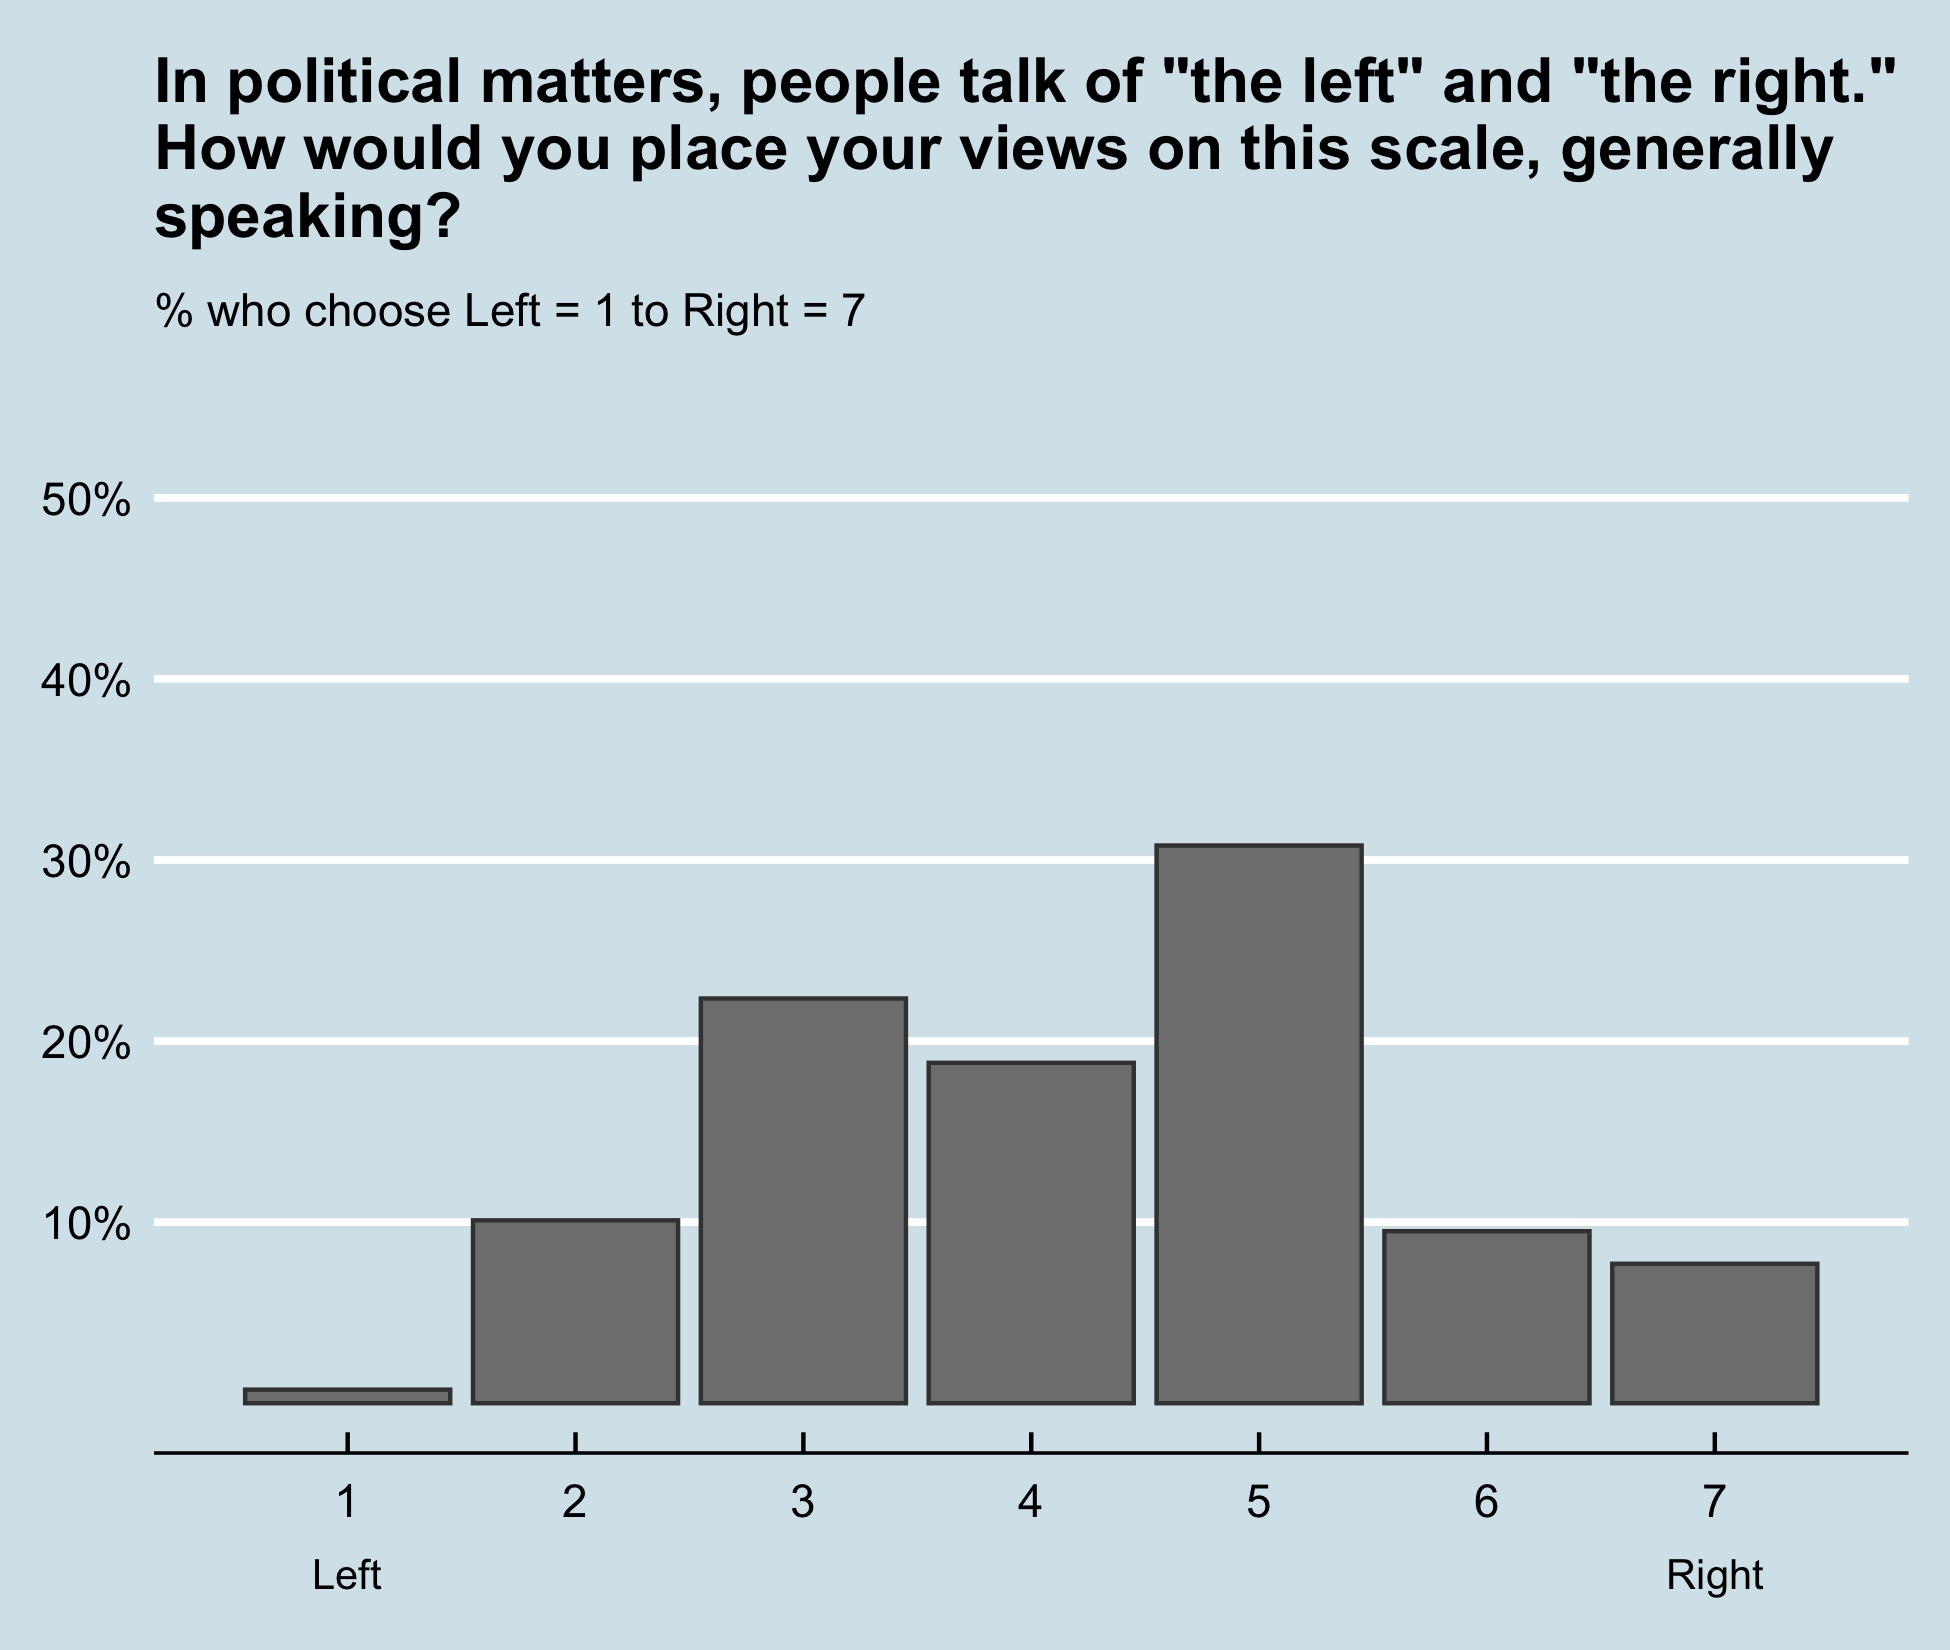 In political matters, people talk of "the left" and "the right."
How would you place your views on this scale, generally
speaking?
% who choose Left = 1 to Right = 7
50%
40%
30%
20%
10%
1 2 3 4 5 6 7
Left Right